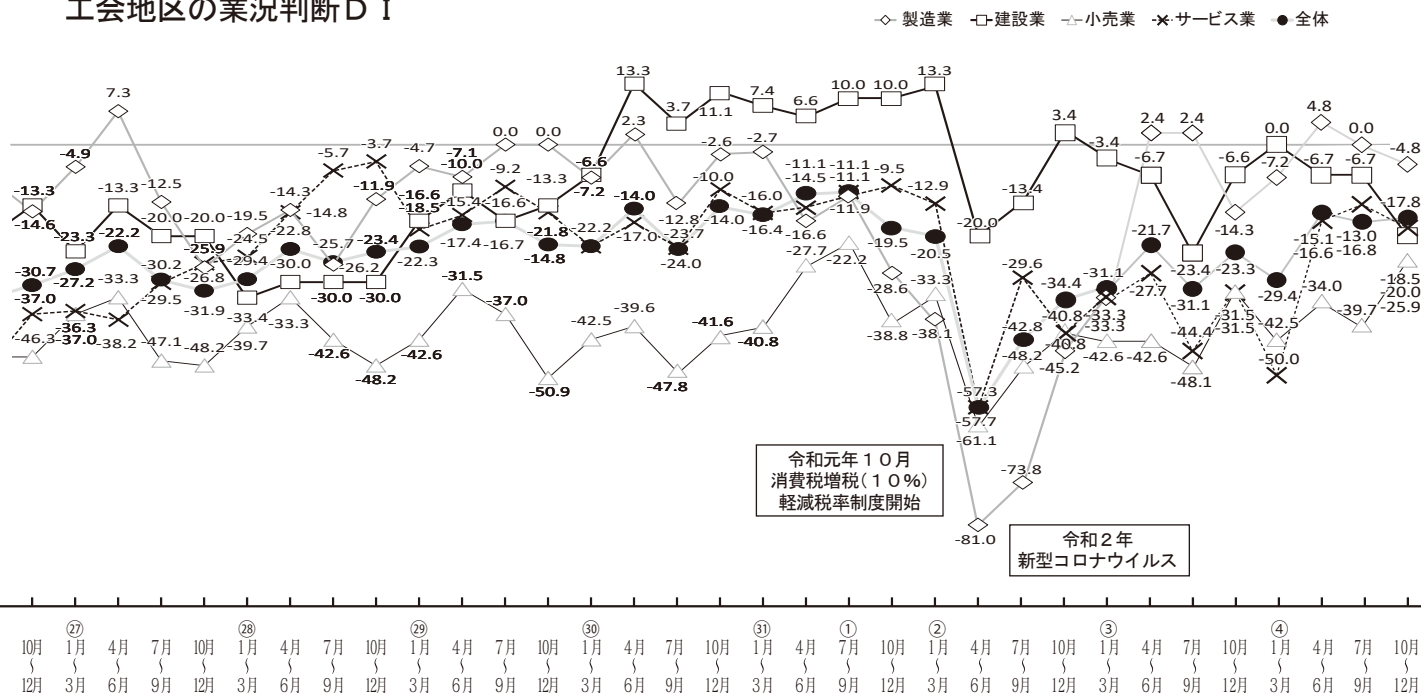 工会地区の業況判断ＤＩ
製造業 建設業 小売業 サービス業 全体
13.3 13.3
7.3 3.7 11.1 7.4 6.6 10.0 10.0 3.4 2.4 2.4 4.8
-4.9 -12.5 -5.7 -3.7 -4.7 -7.1 0.0 0.0 -6.6 2.3 -2.6 -2.7 -3.4 0.0 0.0 -4.8
-10.0 -9.2 -7.2 -11.1 -11.1 -9.5 -12.9 -6.7 -6.6 -7.2 -6.7 -6.7
-13.3 -13.3 -14.3 -11.9 -16.6 -13.3 -14.0 -10.0 -14.5 -11.1 -13.4
-14.6 -20.0 -20.0 -19.5 -14.8 -18.5 -15.4 -16.6 -12.8 -14.0 -16.0 -11.9 -20.0 -14.3 -17.8
-23.3 -22.2 -25.9 -24.5 -22.8 -25.7 -23.4 -17.4 -16.7 -21.8 -22.2 -17.0 -23.7 -16.4 -16.6 -19.5 -20.5 -21.7 -23.4 -15.1 -13.0
-30.7 -27.2 -30.2 -26.8 -29.4 -26.2 -22.3 -14.8 -24.0 -27.7 -22.2 -29.6 -23.3 -16.6 -16.8
-37.0 -33.3 -29.5 -31.9 -30.0 -30.0 -30.0 -31.5 -28.6 -33.3 -34.4 -31.1 -27.7 -31.1 -29.4 -18.5
-36.3 -33.4 -33.3 -37.0 -33.3 -31.5 -34.0 -20.0
-46.3 -37.0 -38.2 -39.7 -42.6 -42.6 -42.5 -39.6 -41.6 -40.8 -38.8 -38.1 -42.8 -40.8 -33.3 -31.5 -25.9
-47.1 -48.2 -48.2 -50.9 -47.8 -48.2 -40.8 -42.6 -42.6 -44.4 -42.5 -39.7
-45.2 -48.1 -50.0
-57.3
-57.7
-61.1
-73.8
-81.0
令和元年１０月
消費税増税（１０％）
軽減税率制度開始
令和２年
新型コロナウイルス
㉗ ㉘ ㉙ ㉚ ㉛ ① ② ③ ④
10月 1月 4月 7月 10月 1月 4月 7月 10月 1月 4月 7月 10月 1月 4月 7月 10月 1月 4月 7月 10月 1月 4月 7月 10月 1月 4月 7月 10月 1月 4月 7月 10月
～ ～ ～ ～ ～ ～ ～ ～ ～ ～ ～ ～ ～ ～ ～ ～ ～ ～ ～ ～ ～ ～ ～ ～ ～ ～ ～ ～ ～ ～ ～ ～ ～
12月 3月 6月 9月 12月 3月 6月 9月 12月 3月 6月 9月 12月 3月 6月 9月 12月 3月 6月 9月 12月 3月 6月 9月 12月 3月 6月 9月 12月 3月 6月 9月 12月